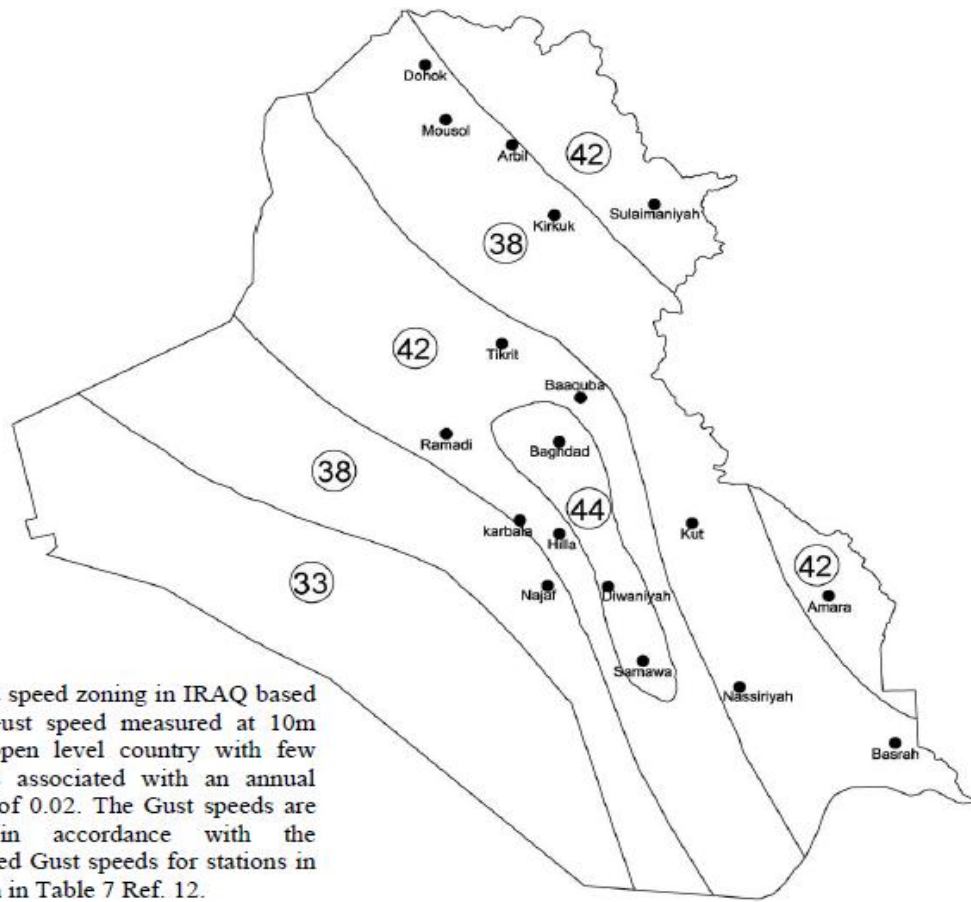 Dohok
Mousol
Arbil
42
Sulaimaniyah
Kirkuk
38
42
Tikrit
Baaquba
Ramadi
Baghdad
38
44
karbala
Hilla
Kut
42
33
Najaf
Diwaniyah
Amara
Samawa
Nassiriyah
Basrah
speed zoning in IRAQ based
ust speed measured at 10m
pen level country with few
associated with an annual
of 0.02. The Gust speeds are
in accordance with the
ed Gust speeds for stations in
in Table 7 Ref. 12.